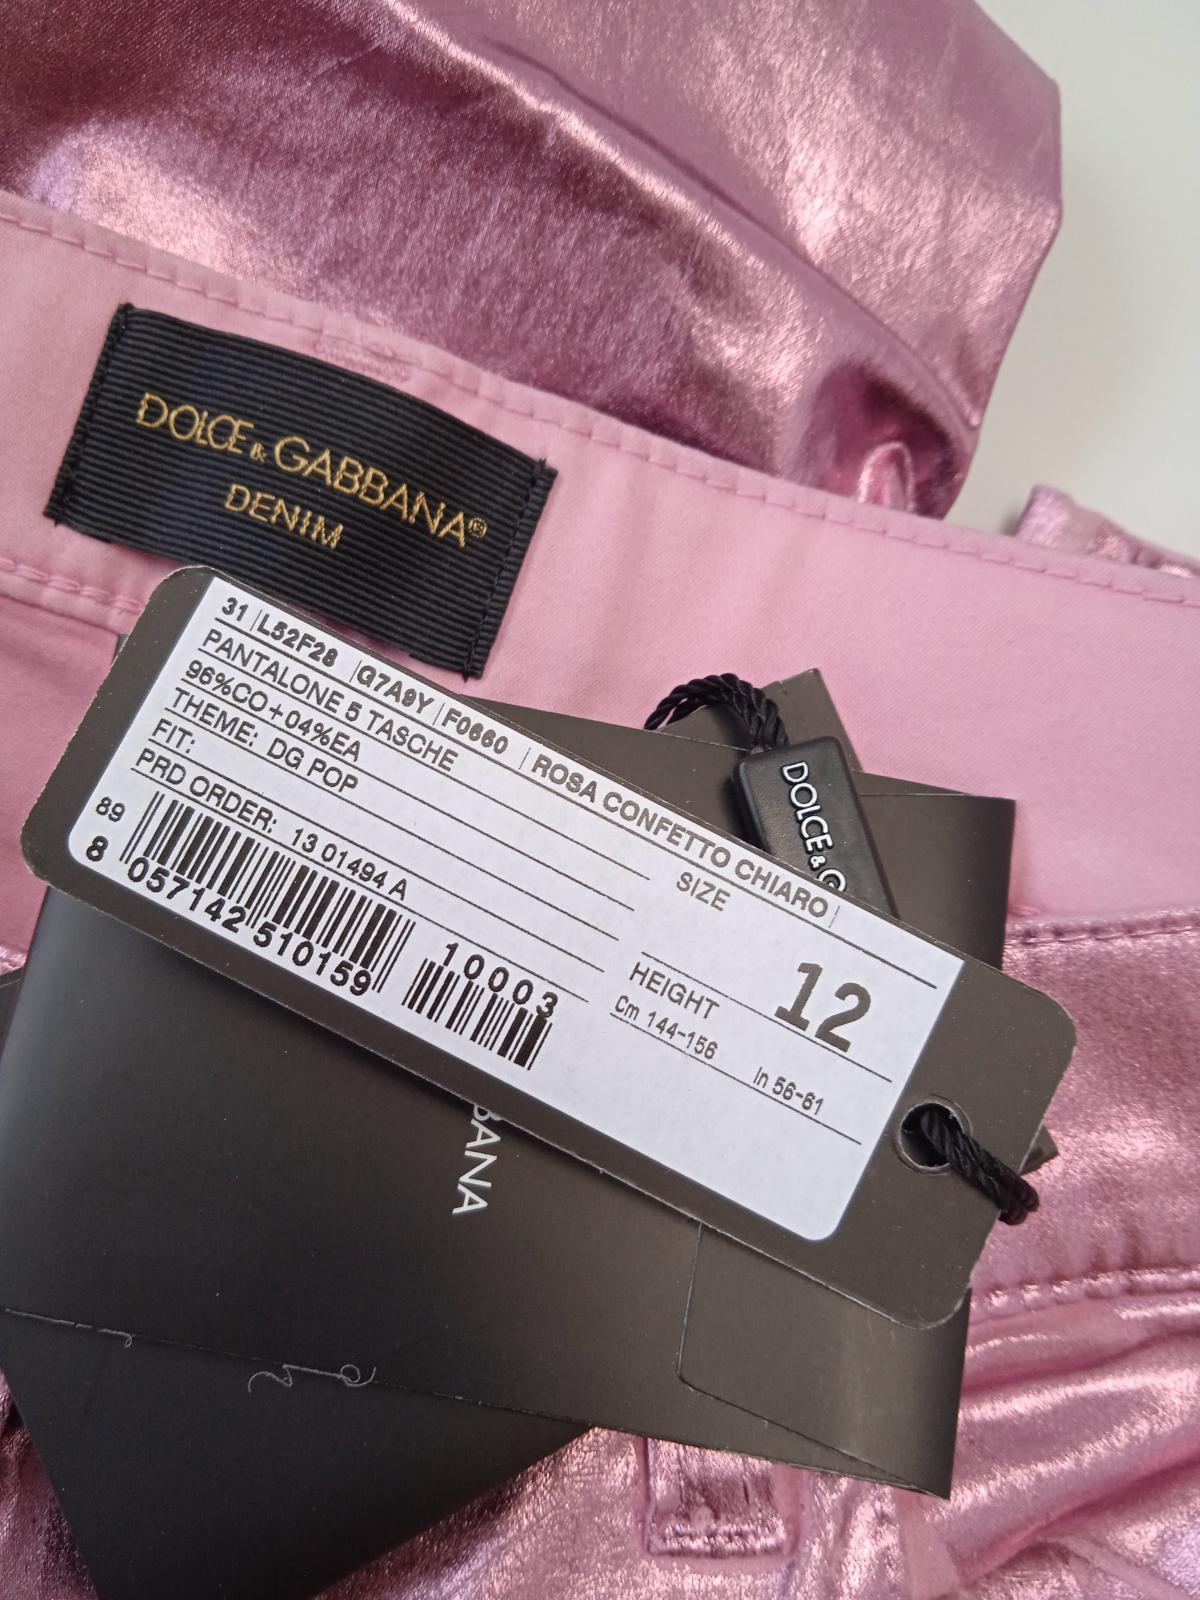 DOLCE & GABBANA®
DENIM
31 | L52F28 | G7A9Y | F0660 | ROSA CONFETTO CHIARO |
PANTALONE 5 TASCHE
96%CO+04%EA
THEME: DG POP
FIT:
PRD ORDER: 13 01494 A
89
8 057142 510159
10003
SIZE
12
HEIGHT
Cm 144-156
In 56-61
DOLCE & G
BANA